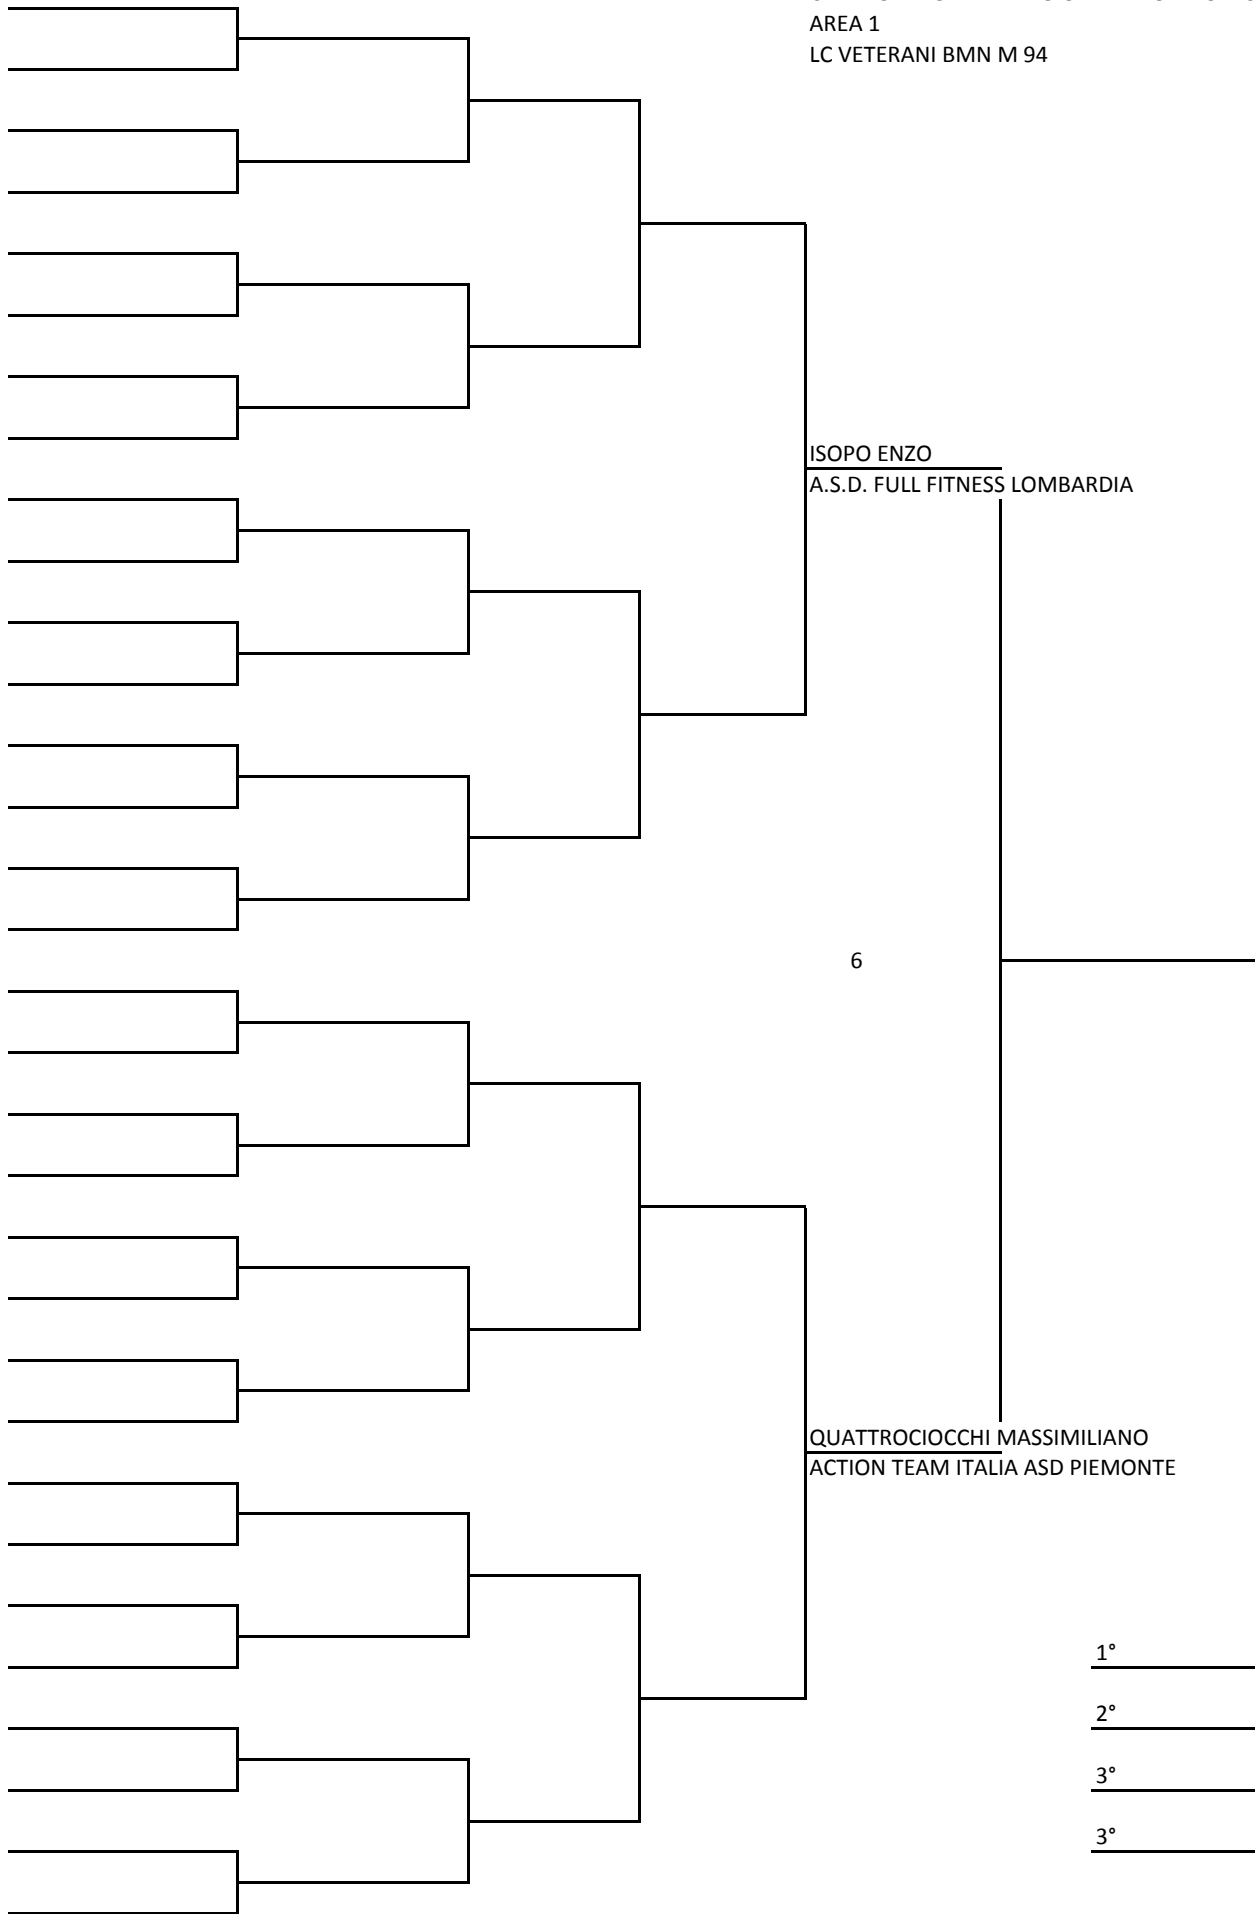 AREA 1
LC VETERANI BMN M 94
ISOPO ENZO
A.S.D. FULL FITNESS LOMBARDIA
6
QUATTROCIOCCHI MASSIMILIANO
ACTION TEAM ITALIA ASD PIEMONTE
1°
2°
3°
3°